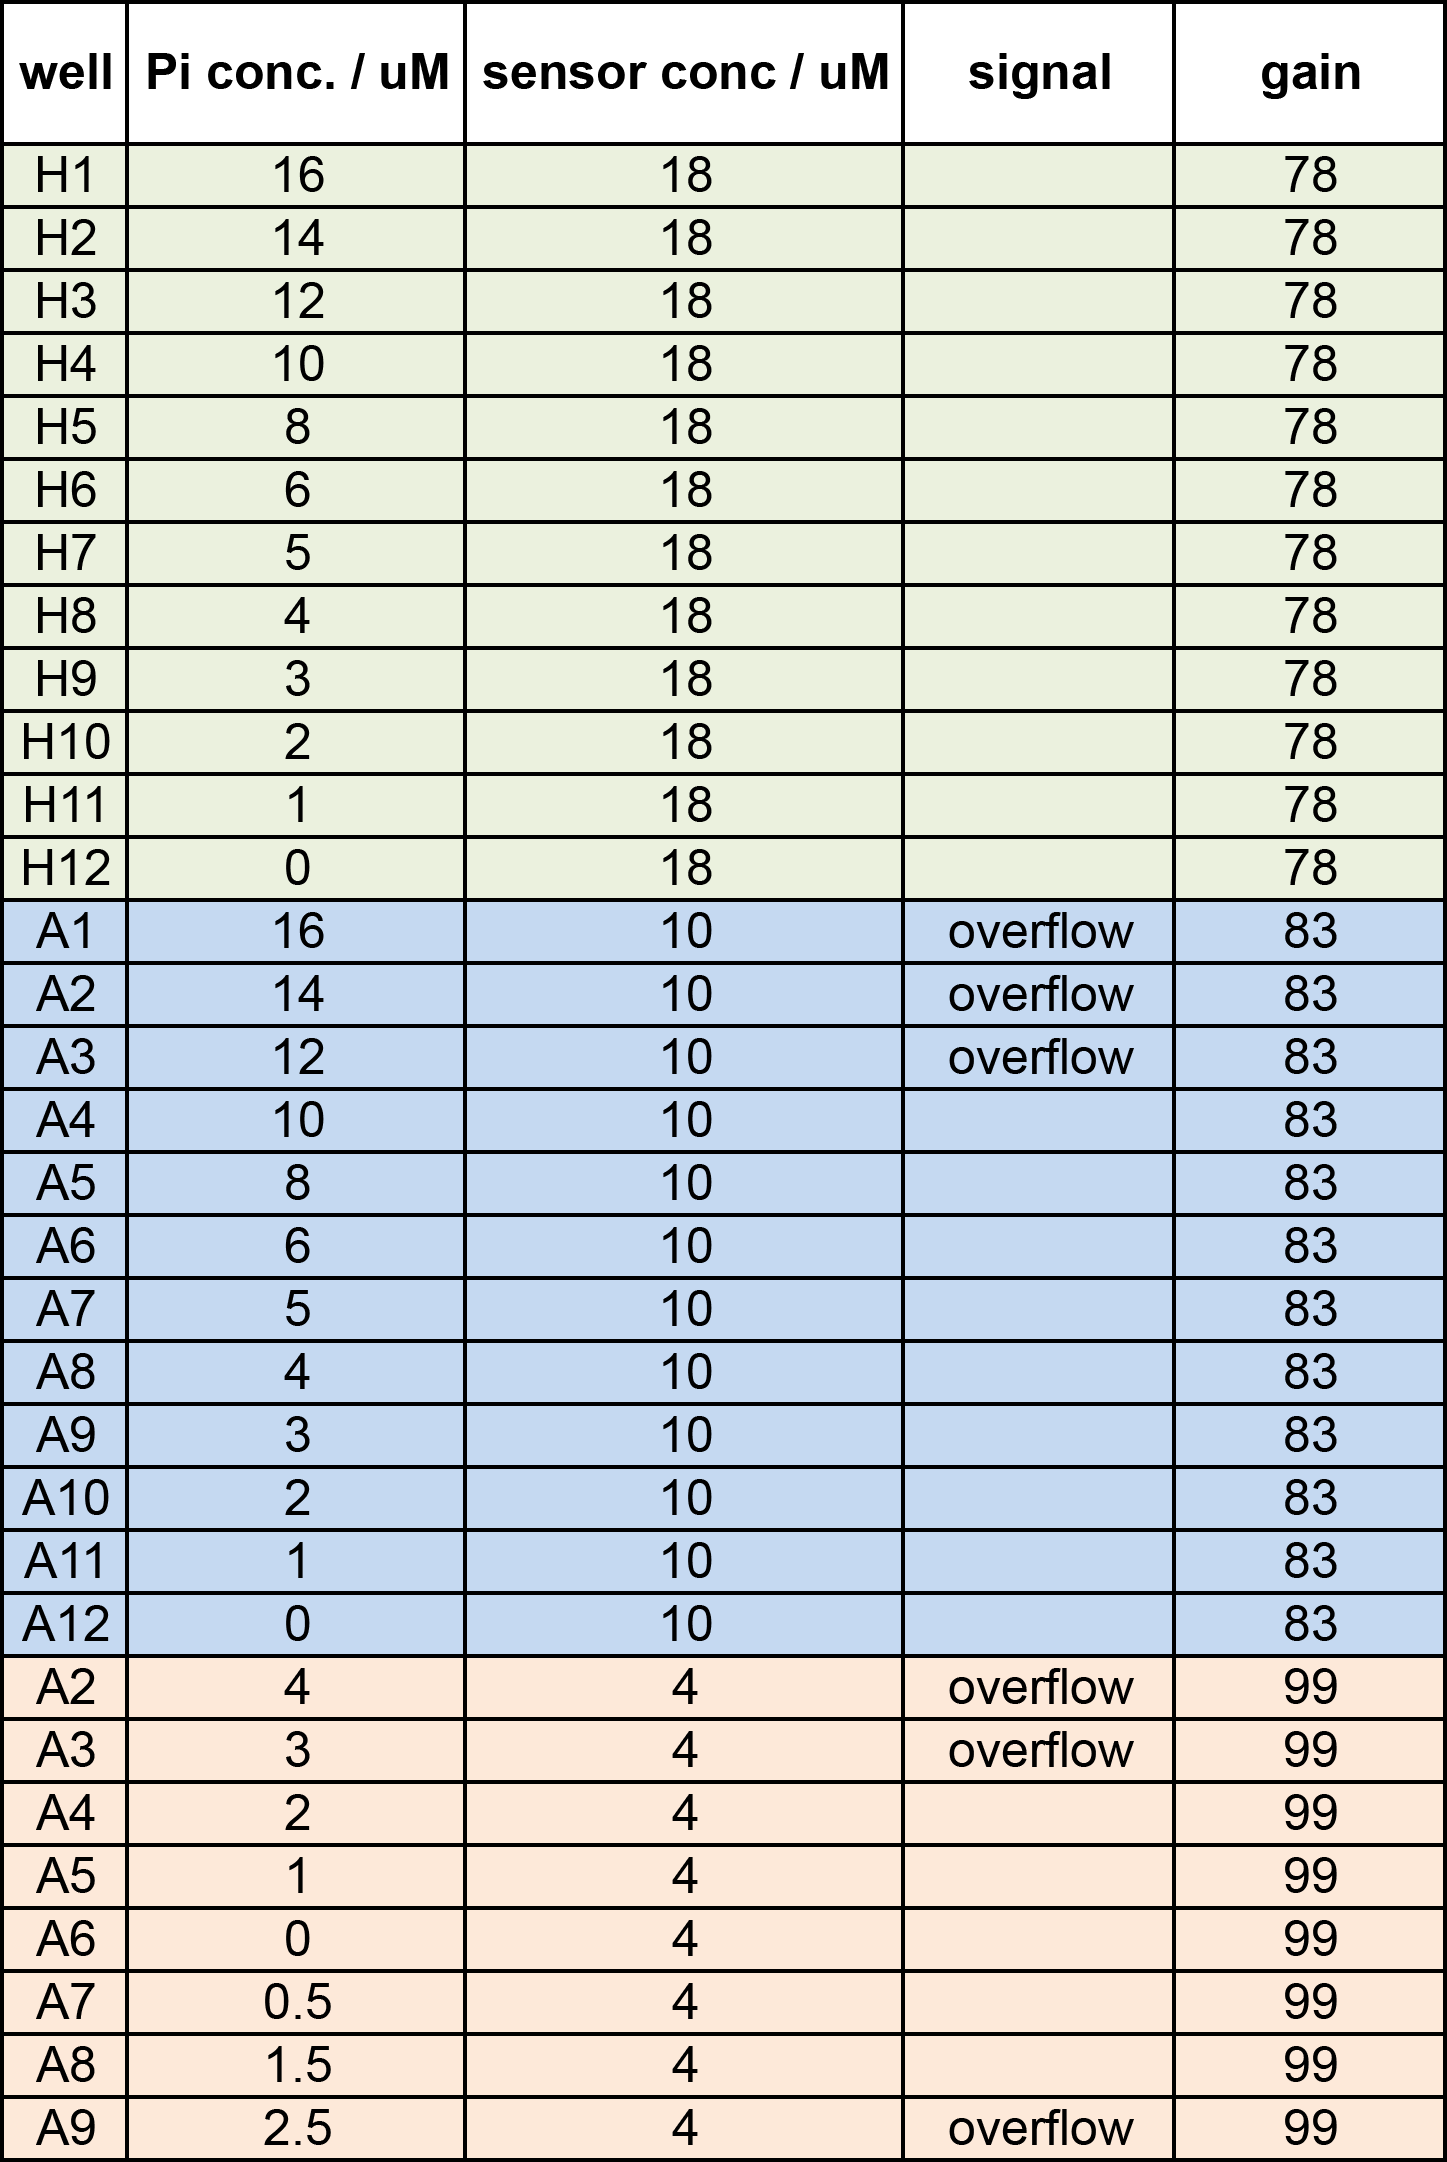 well Pi conc. / uM sensor conc / uM signal gain
H1 16 18 78
H2 14 18 78
H3 12 18 78
H4 10 18 78
H5 8 18 78
H6 6 18 78
H7 5 18 78
H8 4 18 78
H9 3 18 78
H10 2 18 78
H11 1 18 78
H12 0 18 78
A1 16 10 overflow 83
A2 14 10 overflow 83
A3 12 10 overflow 83
A4 10 10 83
A5 8 10 83
A6 6 10 83
A7 5 10 83
A8 4 10 83
A9 3 10 83
A10 2 10 83
A11 1 10 83
A12 0 10 83
A2 4 4 overflow 99
A3 3 4 overflow 99
A4 2 4 99
A5 1 4 99
A6 0 4 99
A7 0.5 4 99
A8 1.5 4 99
A9 2.5 4 overflow 99